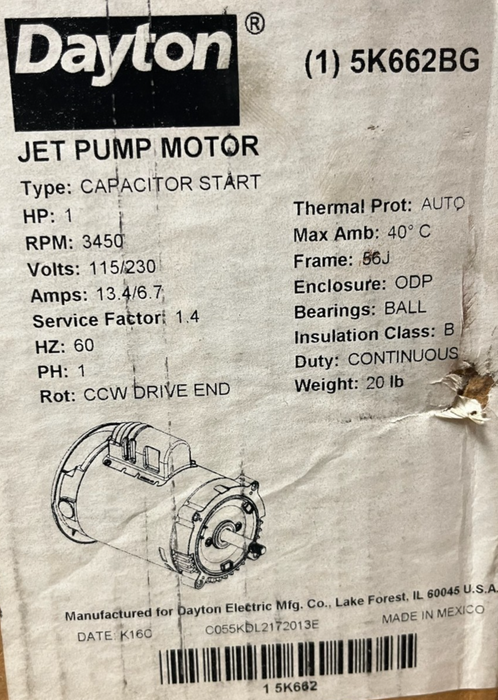 Dayton®
(1) 5K662BG
JET PUMP MOTOR
Type: CAPACITOR START
HP: 1
RPM: 3450
Volts: 115/230
Amps: 13.4/6.7
Service Factor: 1.4
HZ: 60
PH: 1
Rot: CCW DRIVE END
Thermal Prot: AUTO
Max Amb: 40° C
Frame: 56J
Enclosure: ODP
Bearings: BALL
Insulation Class: B
Duty: CONTINUOUS
Weight: 20 lb
Manufactured for Dayton Electric Mfg. Co., Lake Forest, IL 60045 U.S.A.
DATE: K16C C055KDL2172013E MADE IN MEXICO
1 5K662